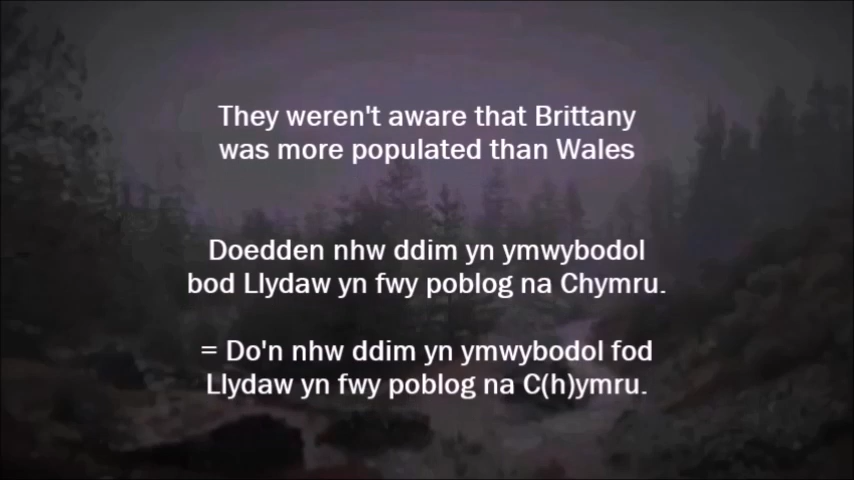 They weren't aware that Brittany
was more populated than Wales
Doedden nhw ddim yn ymwybodol
bod Llydaw yn fwy poblog na Chymru.
= Do'n nhw ddim yn ymwybodol fod
Llydaw yn fwy poblog na C(h)ymru.